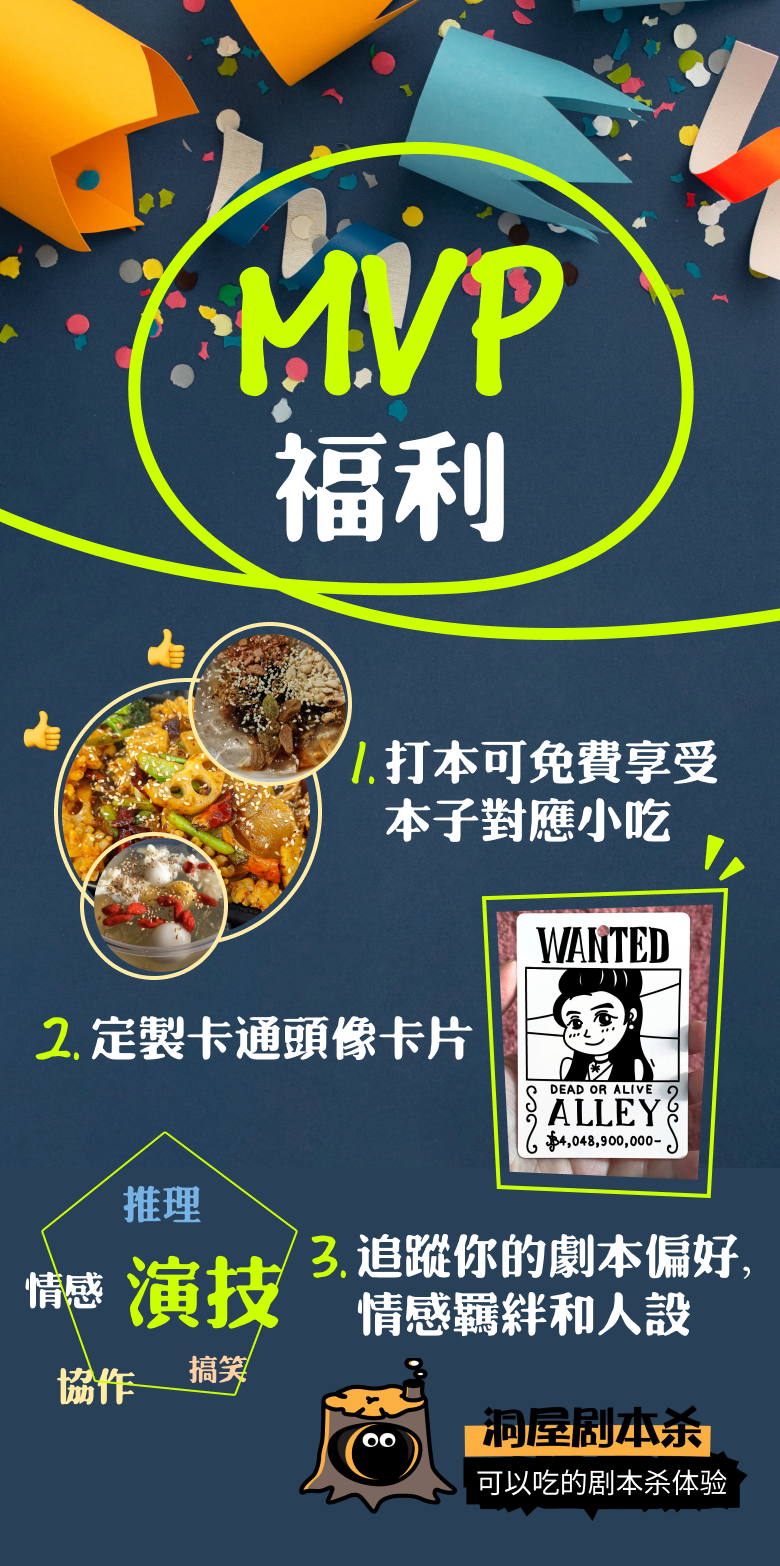 MVP
福利
1. 打本可免費享受
本子對應小吃
WANTED
DEAD OR ALIVE
ALLEY
$4,048,900,000-
2. 定製卡通頭像卡片
推理
情感
演技
協作
搞笑
3. 追蹤你的劇本偏好,
情感羈絆和人設
洞屋剧本杀
可以吃的剧本杀体验